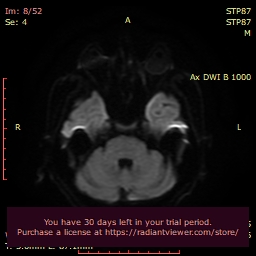 Im: 8/52
Se: 4
A
STP87
STP87
M
Ax DWI B 1000
R
L
You have 30 days left in your trial period.
Purchase a license at https://radiantviewer.com/store/